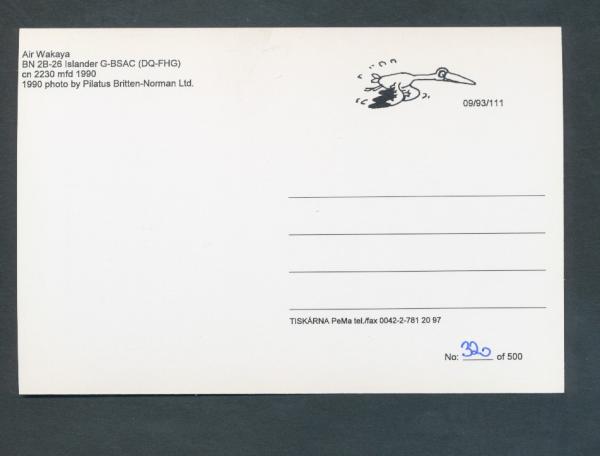 Air Wakaya
BN 2B-26 Islander G-BSAC (DQ-FHG)
cn 2230 mfd 1990
1990 photo by Pilatus Britten-Norman Ltd.
09/93/111
TISKÁRNA PeMa tel./fax 0042-2-781 20 97
No: 320 of 500